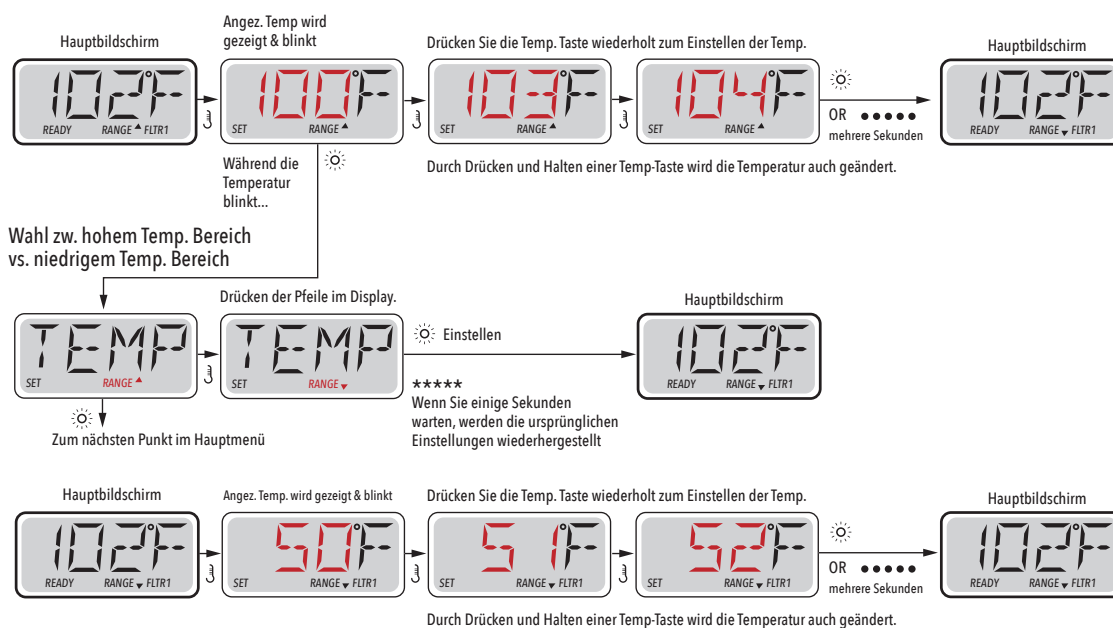 Hauptbildschirm
Angez. Temp wird
gezeigt & blinkt
Drücken Sie die Temp. Taste wiederholt zum Einstellen der Temp.
Hauptbildschirm
102°F
READY RANGE FLTR1
100°F
SET RANGE
103°F
SET RANGE
104°F
SET RANGE
OR
mehrere Sekunden
102°F
READY RANGE FLTR1
Während die
Temperatur
blinkt...
Durch Drücken und Halten einer Temp-Taste wird die Temperatur auch geändert.
Wahl zw. hohem Temp. Bereich
vs. niedrigem Temp. Bereich
Drücken der Pfeile im Display.
Hauptbildschirm
TEMP
SET RANGE
TEMP
SET RANGE
Einstellen
*****
Wenn Sie einige Sekunden
warten, werden die ursprünglichen
Einstellungen wiederhergestellt
102°F
READY RANGE FLTR1
Zum nächsten Punkt im Hauptmenü
Hauptbildschirm
Angez. Temp. wird gezeigt & blinkt
Drücken Sie die Temp. Taste wiederholt zum Einstellen der Temp.
Hauptbildschirm
102°F
READY RANGE FLTR1
50°F
SET RANGE FLTR1
51°F
SET RANGE FLTR1
52°F
SET RANGE FLTR1
OR
mehrere Sekunden
102°F
READY RANGE FLTR1
Durch Drücken und Halten einer Temp-Taste wird die Temperatur auch geändert.